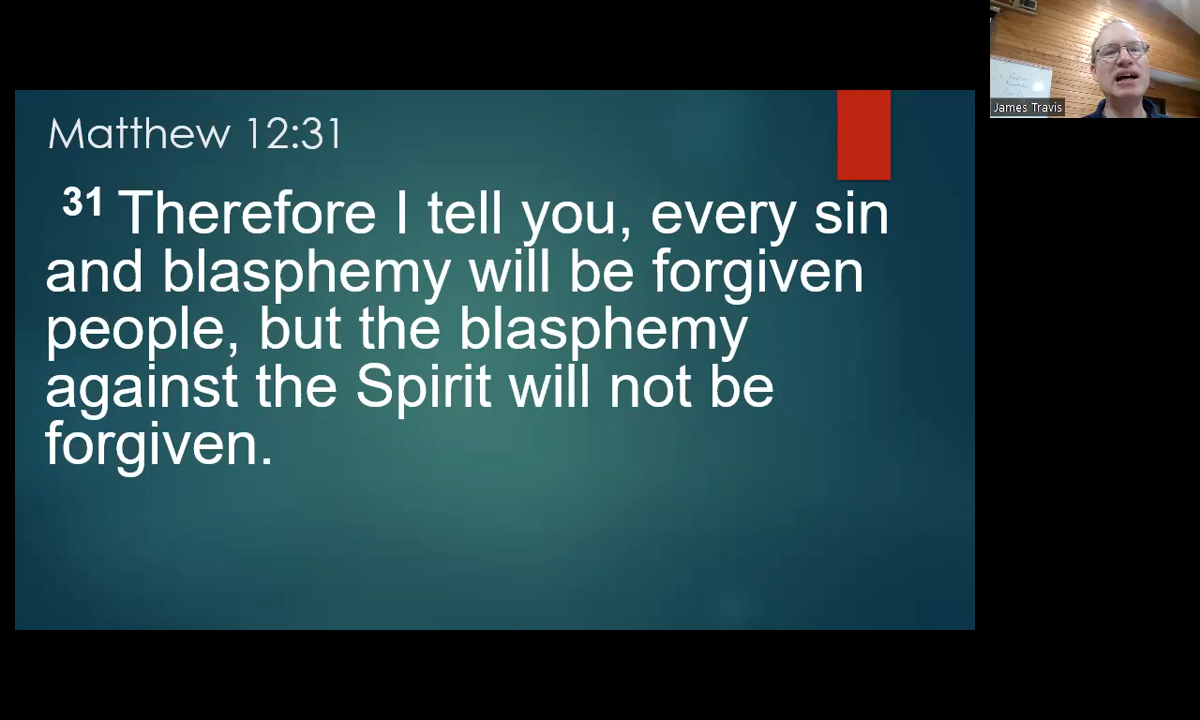 Matthew 12:31
31 Therefore I tell you, every sin
and blasphemy will be forgiven
people, but the blasphemy
against the Spirit will not be
forgiven.
James Travis